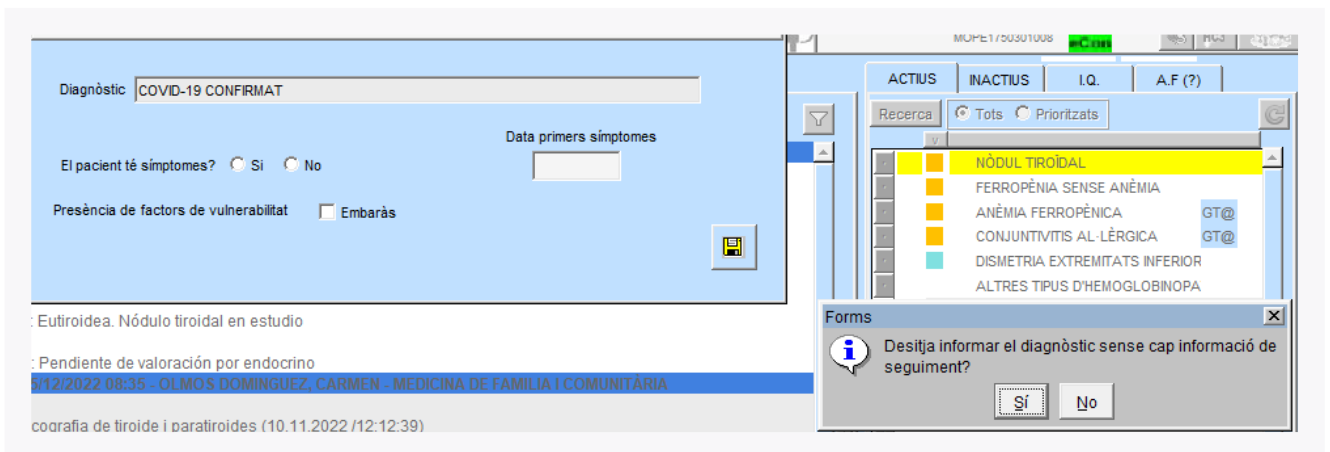 MOPE1750301008
eCon
HC3
Diagnòstic COVID-19 CONFIRMAT
Data primers símptomes
El pacient té símptomes? Si No
Presència de factors de vulnerabilitat Embaràs
ACTIUS INACTIUS I.Q. A.F (?)
Recerca Tots Prioritzats
V
NÒDUL TIROÏDAL
FERROPÈNIA SENSE ANÈMIA
ANÈMIA FERROPÈNICA GT@
CONJUNTIVITIS AL·LÈRGICA GT@
DISMETRIA EXTREMITATS INFERIOR
ALTRES TIPUS D'HEMOGLOBINOPA
: Eutiroidea. Nódulo tiroidal en estudio
: Pendiente de valoración por endocrino
5/12/2022 08:35 - OLMOS DOMINGUEZ, CARMEN - MEDICINA DE FAMILIA I COMUNITÀRIA
cografia de tiroide i paratiroides (10.11.2022 /12:12:39)
Forms
Desitja informar el diagnòstic sense cap informació de
seguiment?
Sí No